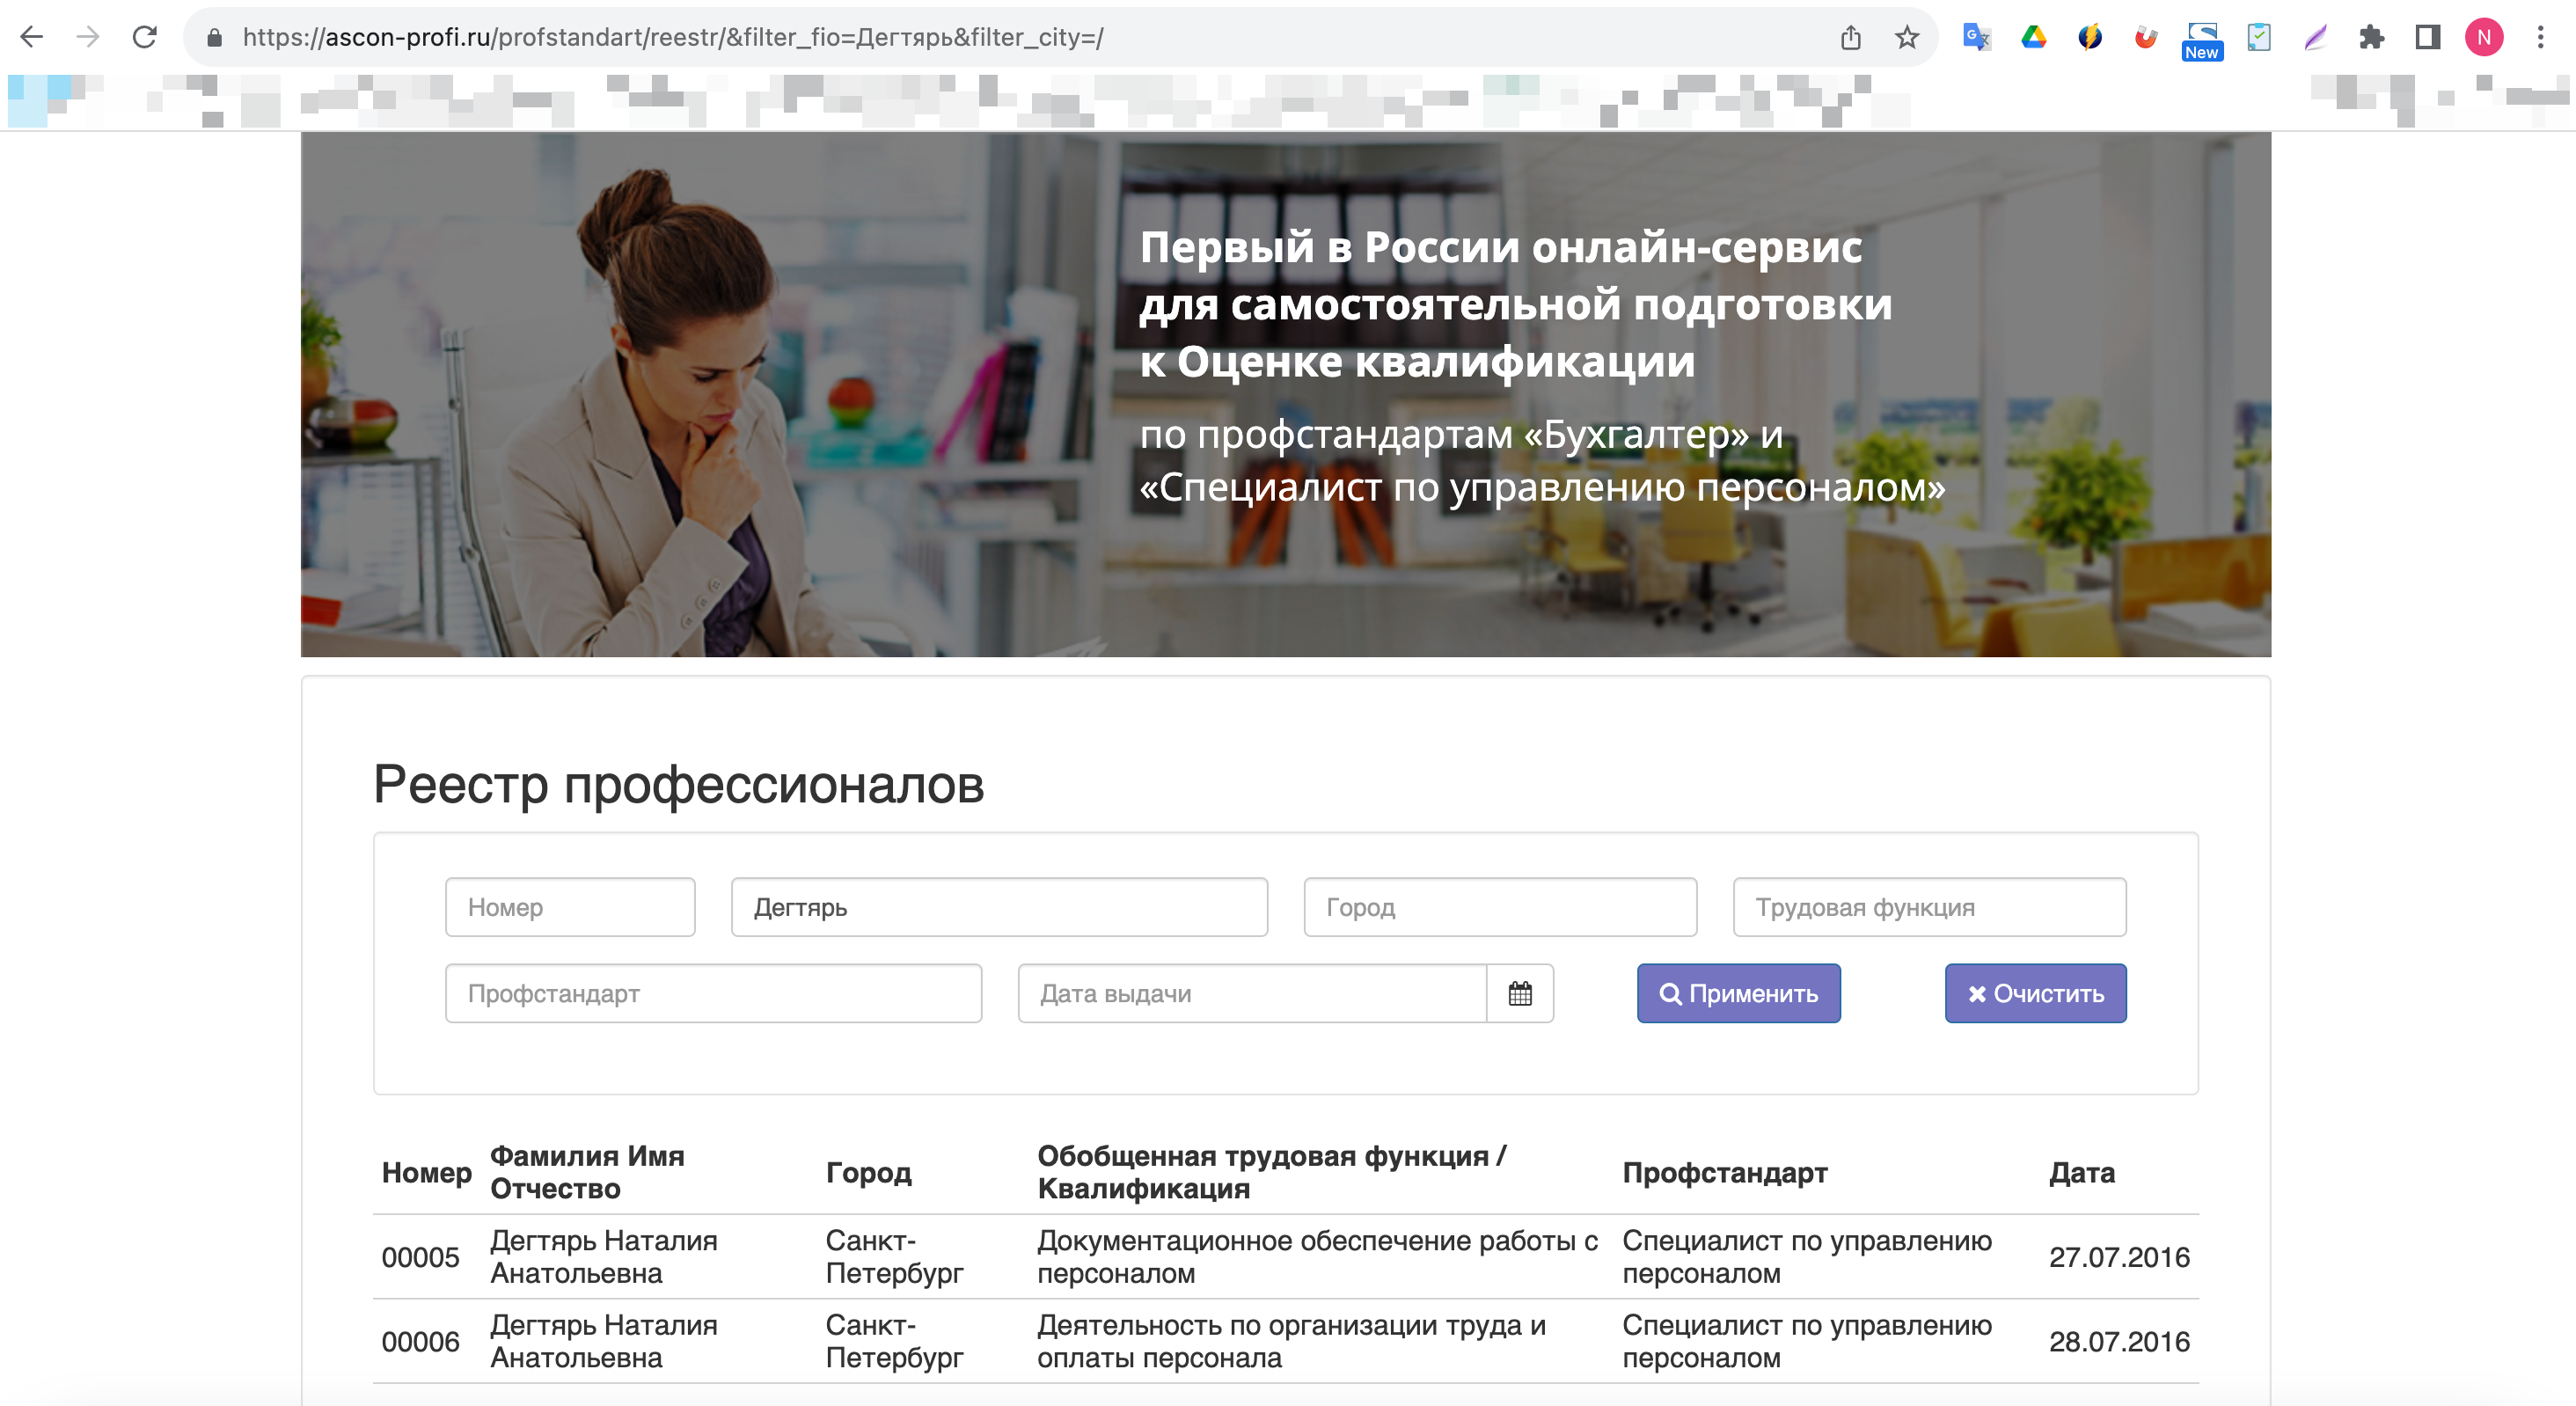 https://ascon-profi.ru/profstandart/reestr/&filter_fio=Дегтярь&filter_city=/
New
N
Первый в России онлайн-сервис
для самостоятельной подготовки
к Оценке квалификации
по профстандартам «Бухгалтер» и
«Специалист по управлению персоналом»
Реестр профессионалов
Номер Дегтярь Город Трудовая функция
Профстандарт Дата выдачи Применить Очистить
Номер Фамилия Имя Отчество Город Обобщенная трудовая функция / Квалификация Профстандарт Дата
00005 Дегтярь Наталия Анатольевна Санкт-Петербург Документационное обеспечение работы с персоналом Специалист по управлению персоналом 27.07.2016
00006 Дегтярь Наталия Анатольевна Санкт-Петербург Деятельность по организации труда и оплаты персонала Специалист по управлению персоналом 28.07.2016